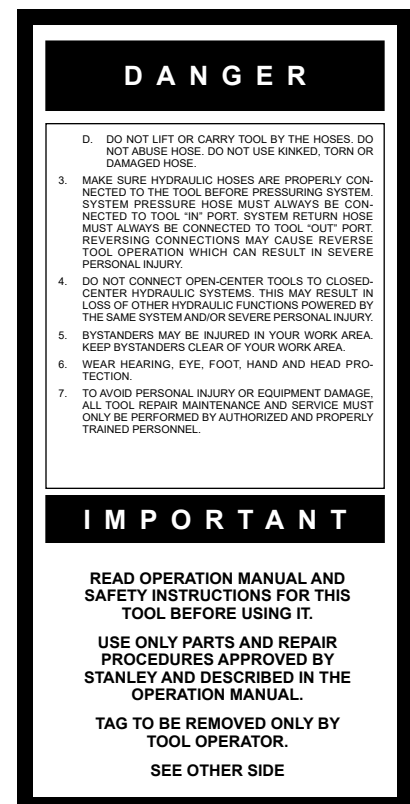 DANGER
D. DO NOT LIFT OR CARRY TOOL BY THE HOSES. DO
NOT ABUSE HOSE. DO NOT USE KINKED, TORN OR
DAMAGED HOSE.
3. MAKE SURE HYDRAULIC HOSES ARE PROPERLY CON-
NECTED TO THE TOOL BEFORE PRESSURING SYSTEM.
SYSTEM PRESSURE HOSE MUST ALWAYS BE CON-
NECTED TO TOOL “IN” PORT. SYSTEM RETURN HOSE
MUST ALWAYS BE CONNECTED TO TOOL “OUT” PORT.
REVERSING CONNECTIONS MAY CAUSE REVERSE
TOOL OPERATION WHICH CAN RESULT IN SEVERE
PERSONAL INJURY.
4. DO NOT CONNECT OPEN-CENTER TOOLS TO CLOSED-
CENTER HYDRAULIC SYSTEMS. THIS MAY RESULT IN
LOSS OF OTHER HYDRAULIC FUNCTIONS POWERED BY
THE SAME SYSTEM AND/OR SEVERE PERSONAL INJURY.
5. BYSTANDERS MAY BE INJURED IN YOUR WORK AREA.
KEEP BYSTANDERS CLEAR OF YOUR WORK AREA.
6. WEAR HEARING, EYE, FOOT, HAND AND HEAD PRO-
TECTION.
7. TO AVOID PERSONAL INJURY OR EQUIPMENT DAMAGE,
ALL TOOL REPAIR MAINTENANCE AND SERVICE MUST
ONLY BE PERFORMED BY AUTHORIZED AND PROPERLY
TRAINED PERSONNEL.
IMPORTANT
READ OPERATION MANUAL AND
SAFETY INSTRUCTIONS FOR THIS
TOOL BEFORE USING IT.
USE ONLY PARTS AND REPAIR
PROCEDURES APPROVED BY
STANLEY AND DESCRIBED IN THE
OPERATION MANUAL.
TAG TO BE REMOVED ONLY BY
TOOL OPERATOR.
SEE OTHER SIDE